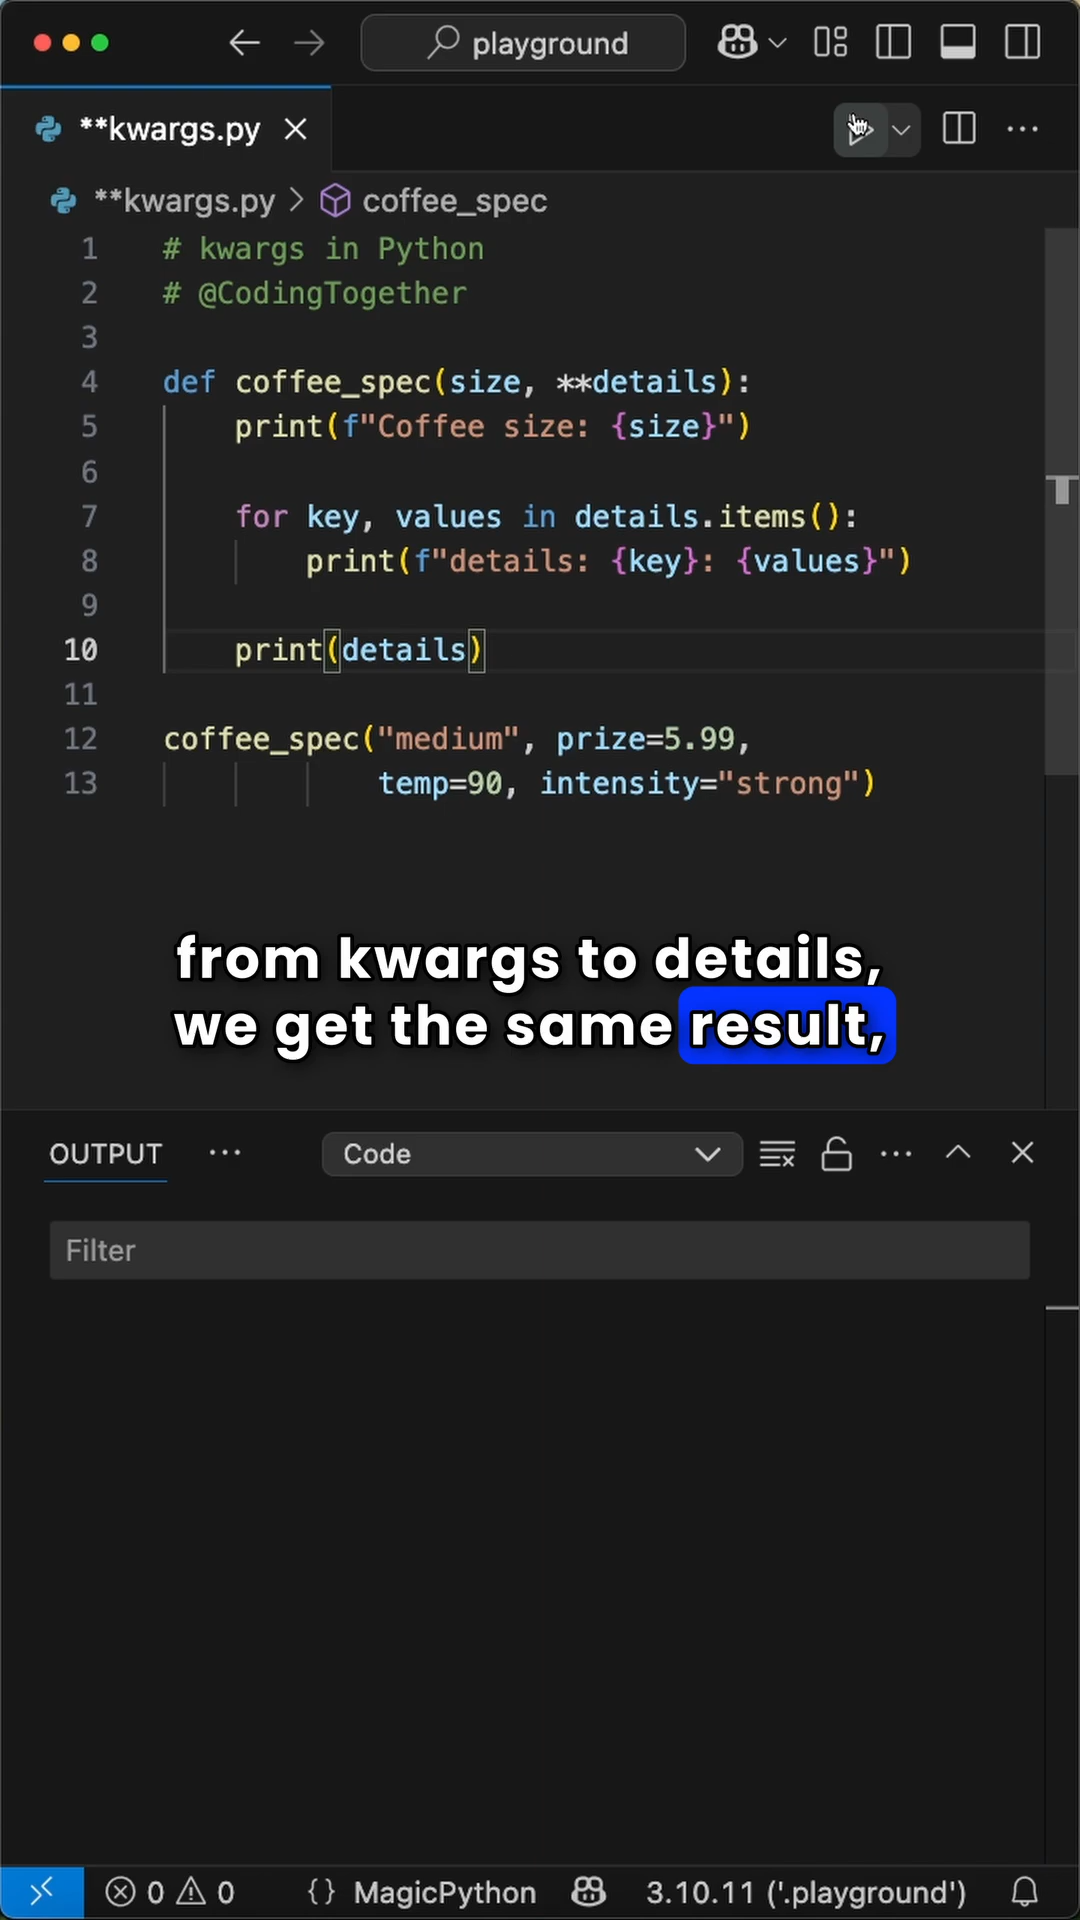 playground
**kwargs.py
**kwargs.py > coffee_spec
1 # kwargs in Python
2 # @CodingTogether
3
4 def coffee_spec(size, **details):
5     print(f"Coffee size: {size}")
6
7     for key, values in details.items():
8         print(f"details: {key}: {values}")
9
10     print(details)
11
12 coffee_spec("medium", prize=5.99,
13             temp=90, intensity="strong")
from kwargs to details,
we get the same result,
OUTPUT ... Code
Filter
0 0 {} MagicPython 3.10.11 ('.playground')